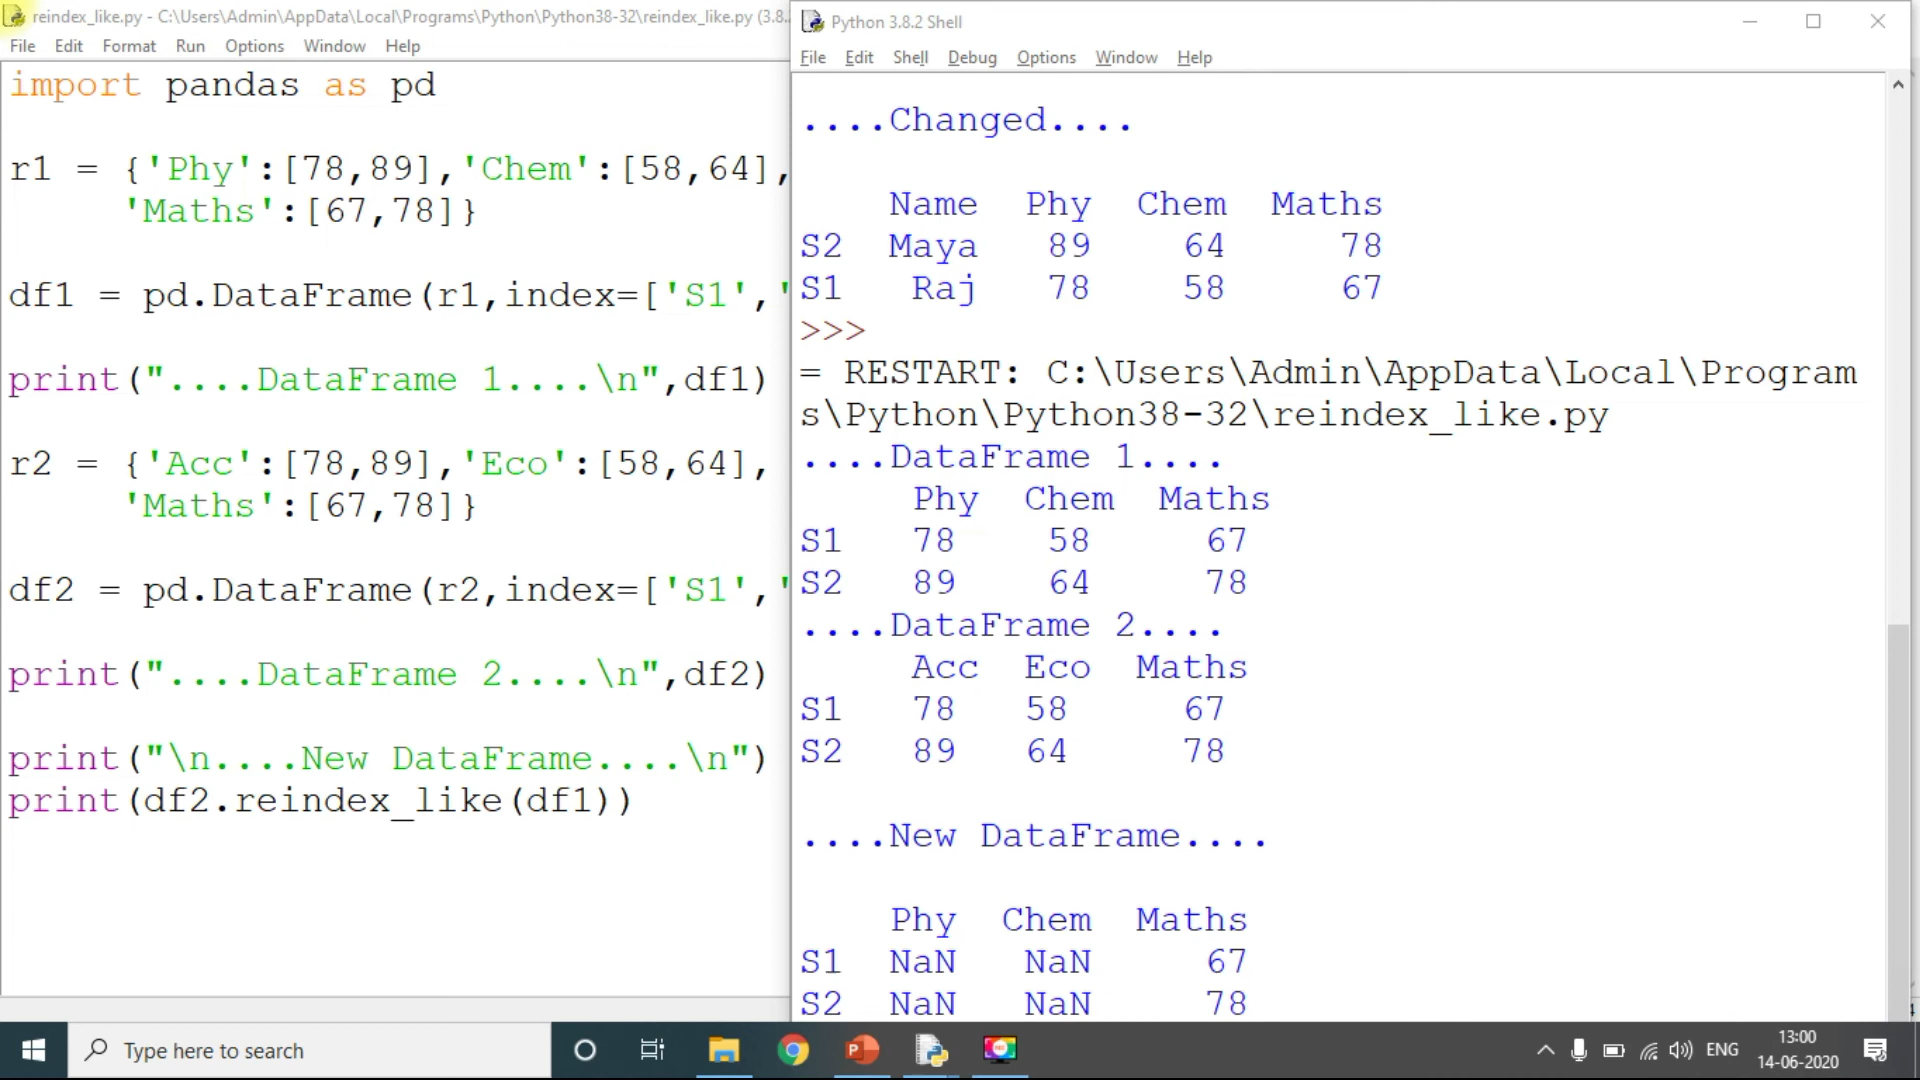 reindex_like.py - C:\Users\Admin\AppData\Local\Programs\Python\Python38-32\reindex_like.py (3.8.
File Edit Format Run Options Window Help
import pandas as pd
r1 = {'Phy':[78,89],'Chem':[58,64],
'Maths':[67,78]}
df1 = pd.DataFrame(r1,index=['S1','
print("....DataFrame 1....\n",df1)
r2 = {'Acc':[78,89],'Eco':[58,64],
'Maths':[67,78]}
df2 = pd.DataFrame(r2,index=['S1','
print("....DataFrame 2....\n",df2)
print("\n....New DataFrame....\n")
print(df2.reindex_like(df1))
Python 3.8.2 Shell
File Edit Shell Debug Options Window Help
....Changed....
Name Phy Chem Maths
S2 Maya 89 64 78
S1 Raj 78 58 67
>>>
= RESTART: C:\Users\Admin\AppData\Local\Program
s\Python\Python38-32\reindex_like.py
....DataFrame 1....
Phy Chem Maths
S1 78 58 67
S2 89 64 78
....DataFrame 2....
Acc Eco Maths
S1 78 58 67
S2 89 64 78
....New DataFrame....
Phy Chem Maths
S1 NaN NaN 67
S2 NaN NaN 78
Type here to search
ENG
13:00
14-06-2020